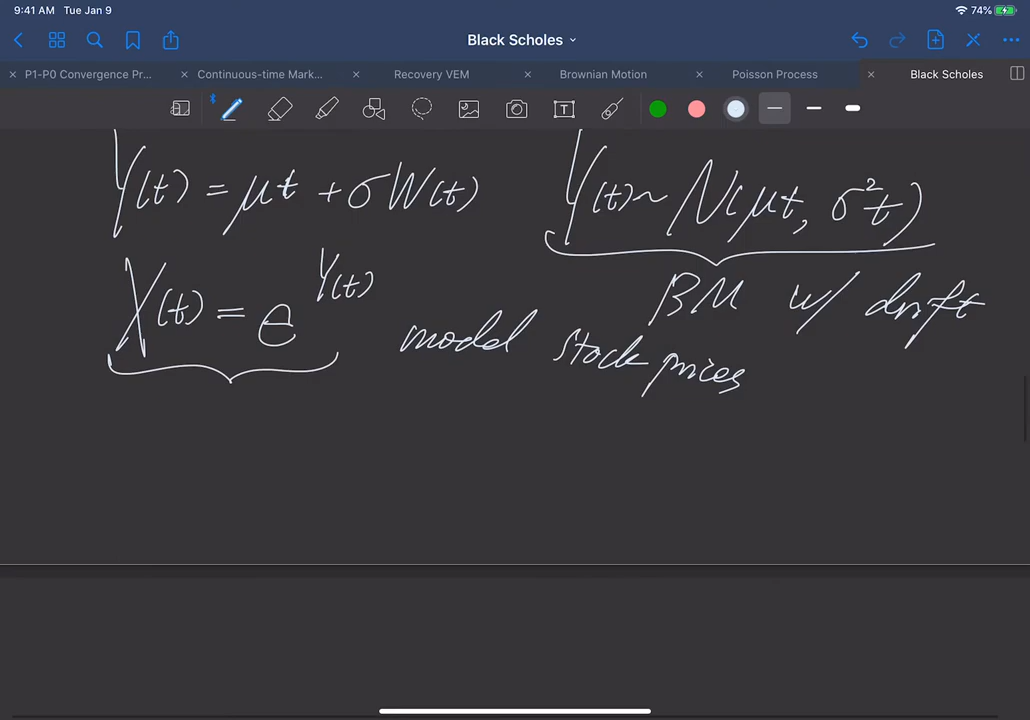 9:41 AM Tue Jan 9
74%
Black Scholes
P1-P0 Convergence Pr...
Continuous-time Mark...
Recovery VEM
Brownian Motion
Poisson Process
Black Scholes
Y(t) = μt + σW(t)
Y(t) ~ N(μt, σ²t)
BM w/ drift
X(t) = e^Y(t)
model stock prices